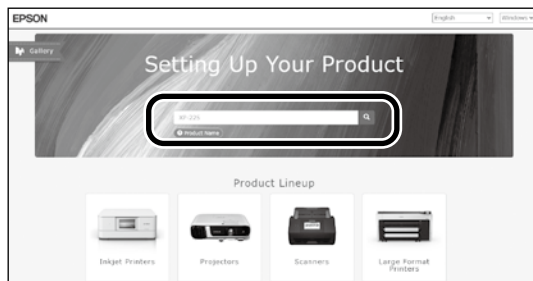 EPSON
English
Windows
Gallery
Setting Up Your Product
XP-225
Product Name
Product Lineup
Inkjet Printers
Projectors
Scanners
Large Format
Printers